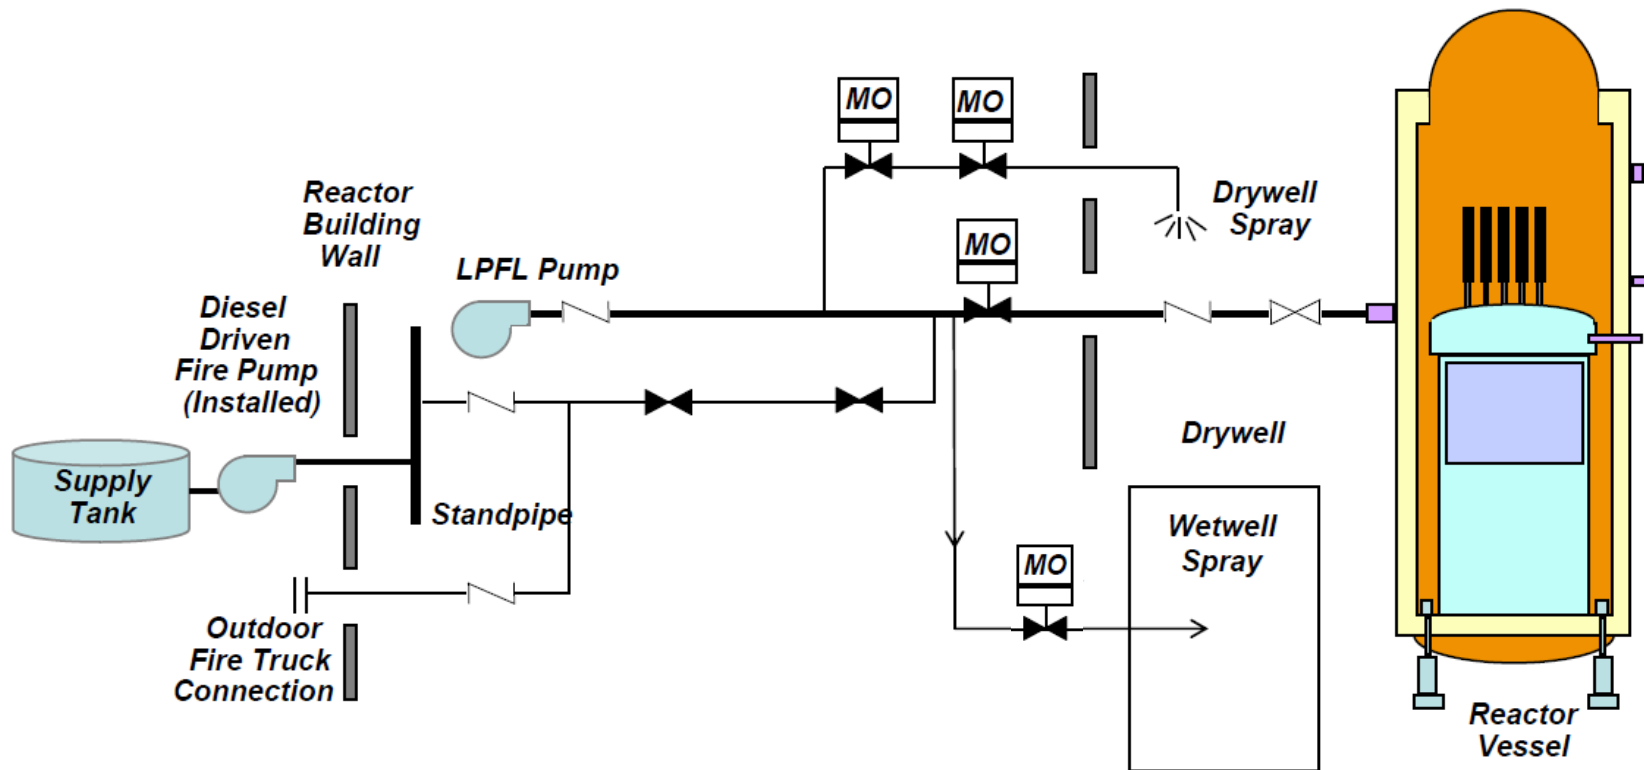 MO
MO
Reactor
Building
Wall
Drywell
Spray
MO
LPFL Pump
Diesel
Driven
Fire Pump
(Installed)
Drywell
Supply
Tank
Standpipe
Wetwell
Spray
MO
Outdoor
Fire Truck
Connection
Reactor
Vessel